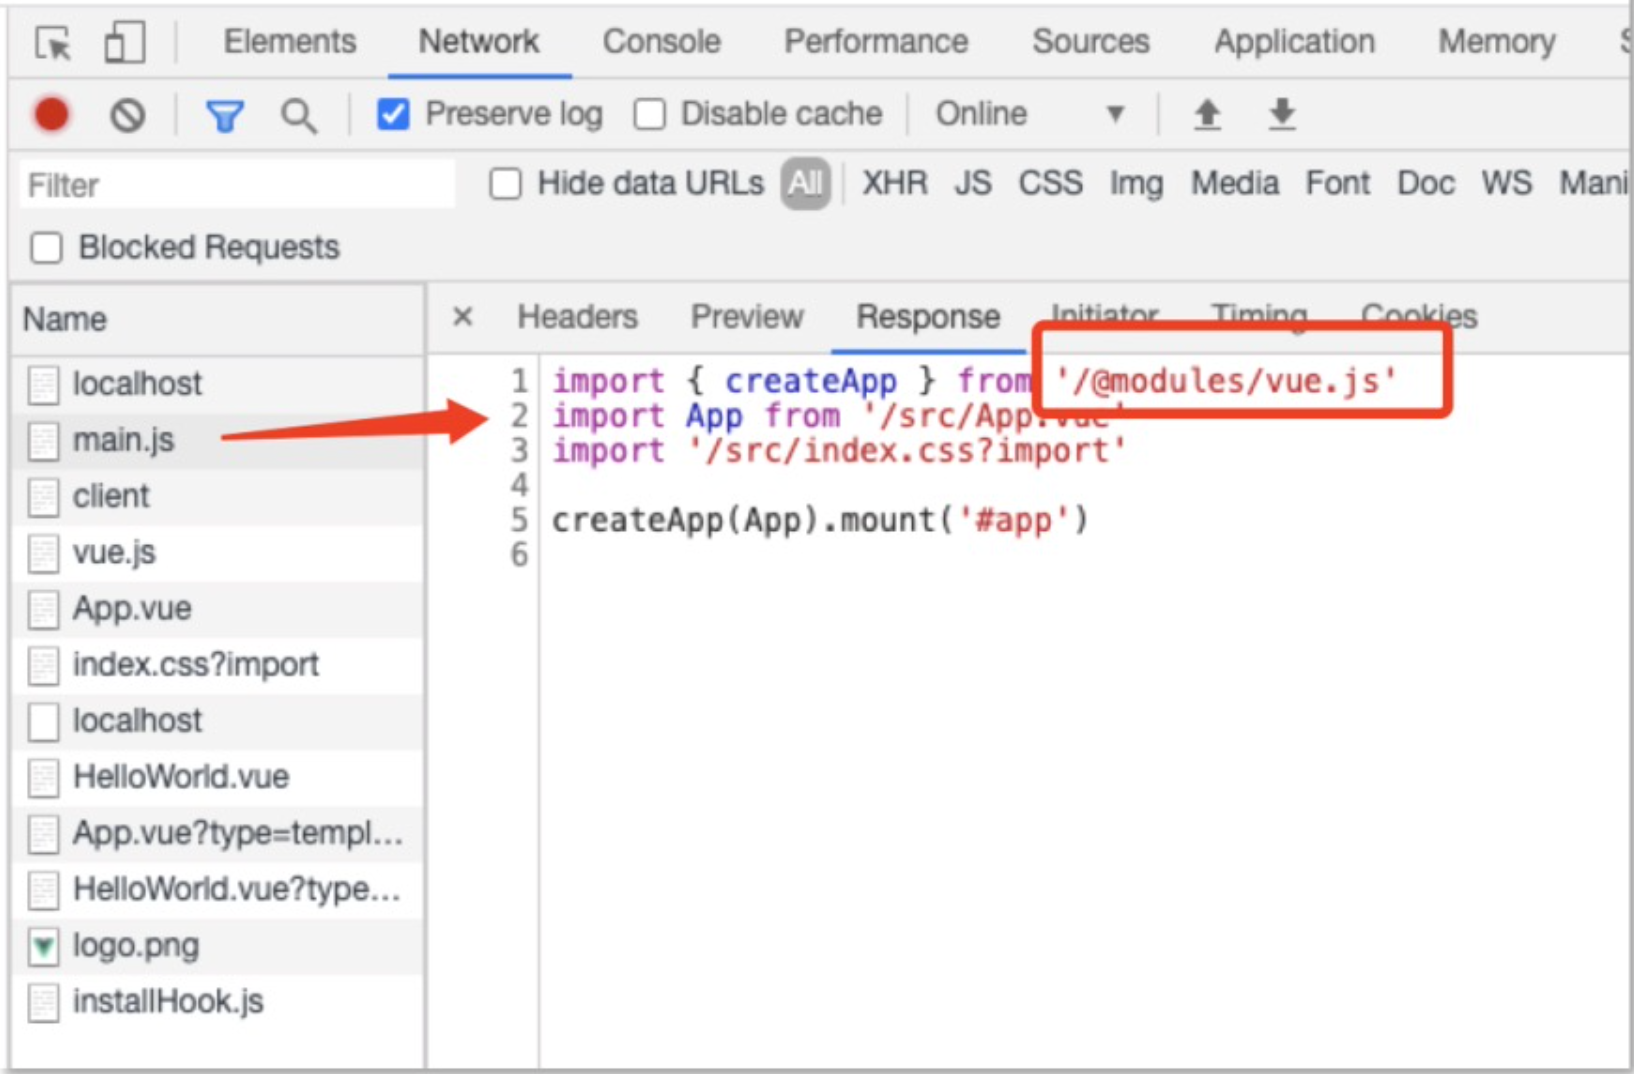 Elements Network Console Performance Sources Application Memory
Preserve log Disable cache Online
Filter Hide data URLs All XHR JS CSS Img Media Font Doc WS Mani
Blocked Requests
Name
localhost
main.js
client
vue.js
App.vue
index.css?import
localhost
HelloWorld.vue
App.vue?type=templ...
HelloWorld.vue?type...
logo.png
installHook.js
× Headers Preview Response Initiator Timing Cookies
1 import { createApp } from '/@modules/vue.js'
2 import App from '/src/App.vue'
3 import '/src/index.css?import'
4
5 createApp(App).mount('#app')
6